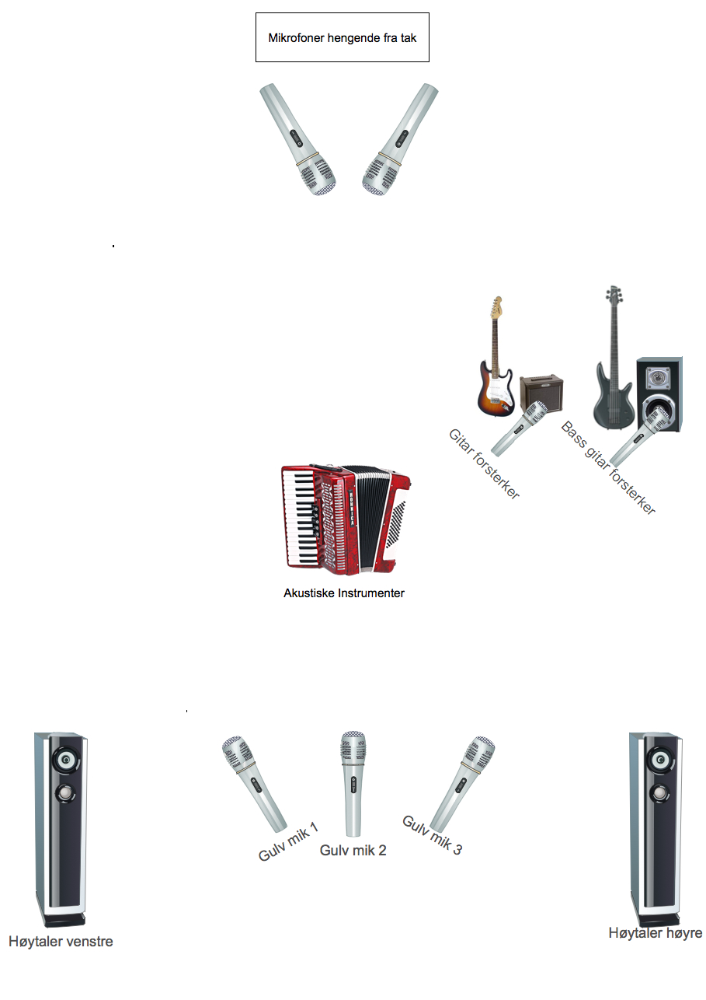 Mikrofoner hengende fra tak
Gitar forsterker
Bass gitar forsterker
HOHNICA
Akustiske Instrumenter
Gulv mik 1
Gulv mik 2
Gulv mik 3
Høytaler venstre
Høytaler høyre